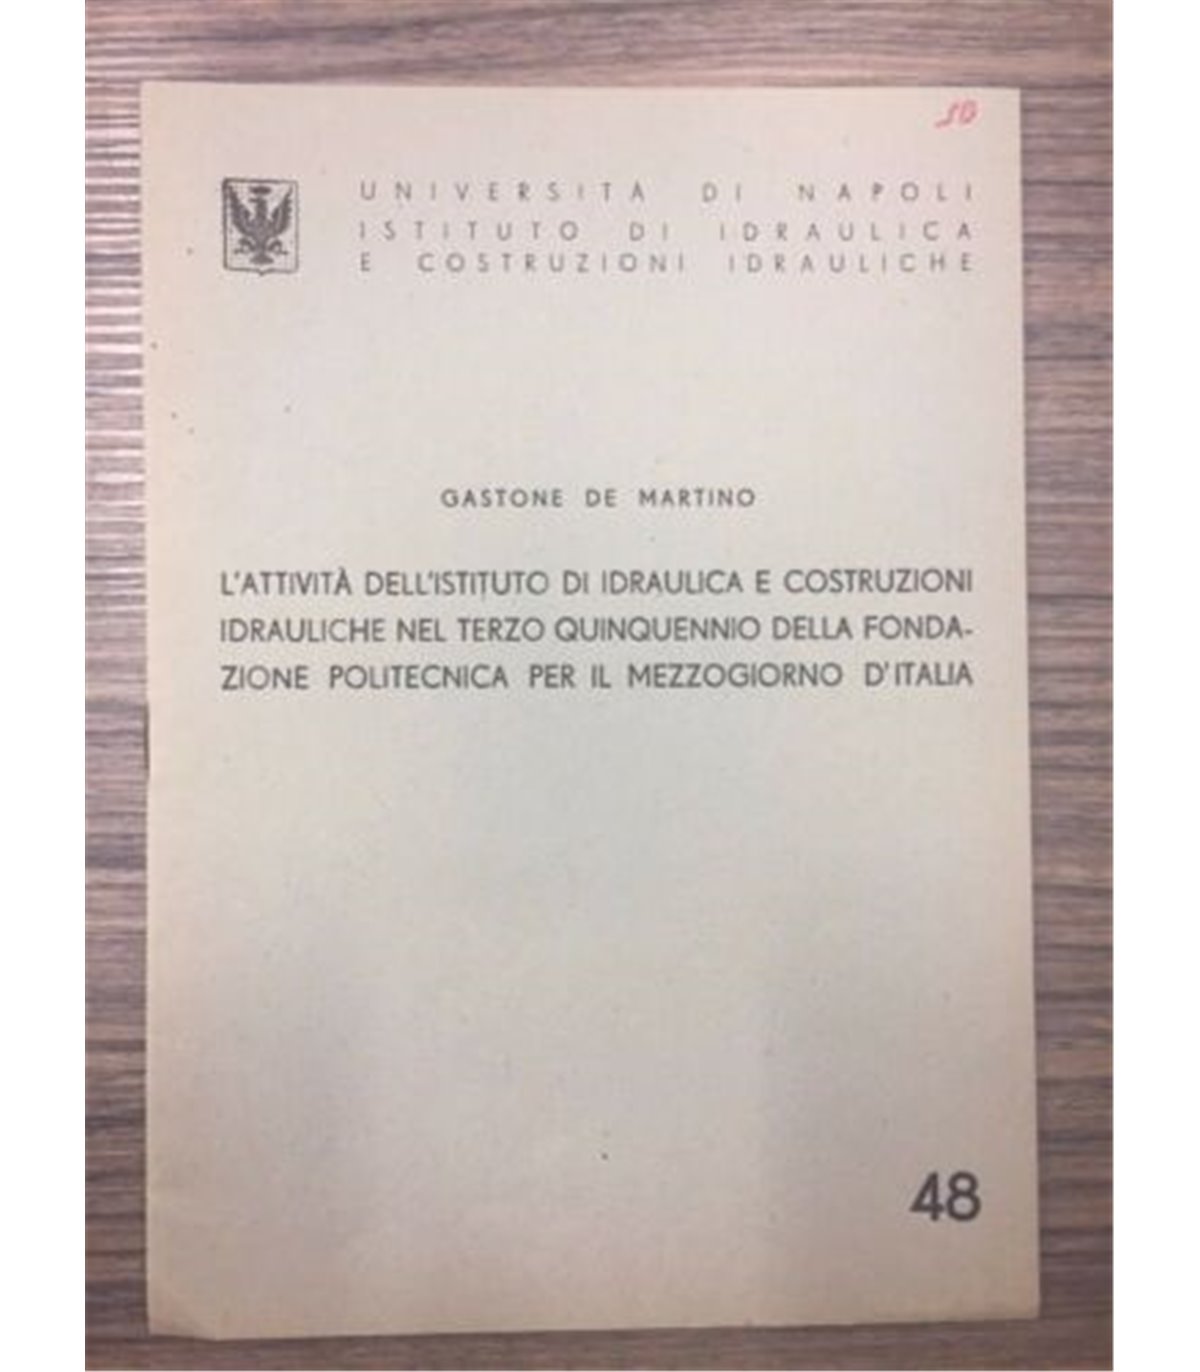 UNIVERSITÀ DI NAPOLI
ISTITUTO DI IDRAULICA
E COSTRUZIONI IDRAULICHE
GASTONE DE MARTINO
L'ATTIVITÀ DELL'ISTITUTO DI IDRAULICA E COSTRUZIONI
IDRAULICHE NEL TERZO QUINQUENNIO DELLA FONDA-
ZIONE POLITECNICA PER IL MEZZOGIORNO D'ITALIA
48